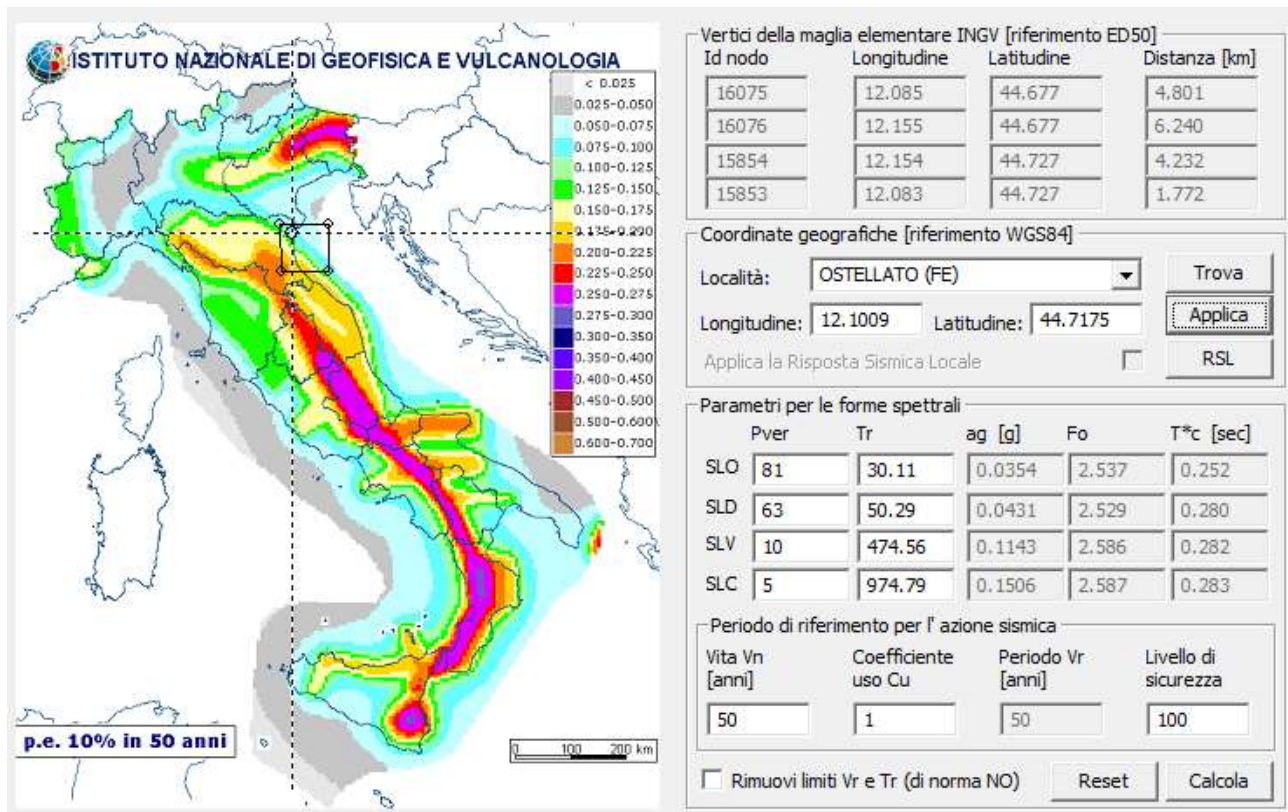 ISTITUTO NAZIONALE DI GEOFISICA E VULCANOLOGIA
< 0.025
0.025-0.050
0.050-0.075
0.075-0.100
0.100-0.125
0.125-0.150
0.150-0.175
0.175-0.200
0.200-0.225
0.225-0.250
0.250-0.275
0.275-0.300
0.300-0.350
0.350-0.400
0.400-0.450
0.450-0.500
0.500-0.600
0.600-0.700
p.e. 10% in 50 anni
0 100 200 km
Vertici della maglia elementare INGV [riferimento ED50]
Id nodo Longitudine Latitudine Distanza [km]
16075 12.085 44.677 4.801
16076 12.155 44.677 6.240
15854 12.154 44.727 4.232
15853 12.083 44.727 1.772
Coordinate geografiche [riferimento WGS84]
Località: OSTELLATO (FE) Trova
Longitudine: 12.1009 Latitudine: 44.7175 Applica
Applica la Risposta Sismica Locale RSL
Parametri per le forme spettrali
Pver Tr ag [g] Fo T*c [sec]
SLO 81 30.11 0.0354 2.537 0.252
SLD 63 50.29 0.0431 2.529 0.280
SLV 10 474.56 0.1143 2.586 0.282
SLC 5 974.79 0.1506 2.587 0.283
Periodo di riferimento per l' azione sismica
Vita Vn Coefficiente Periodo Vr Livello di
[anni] uso Cu [anni] sicurezza
50 1 50 100
Rimuovi limiti Vr e Tr (di norma NO) Reset Calcola